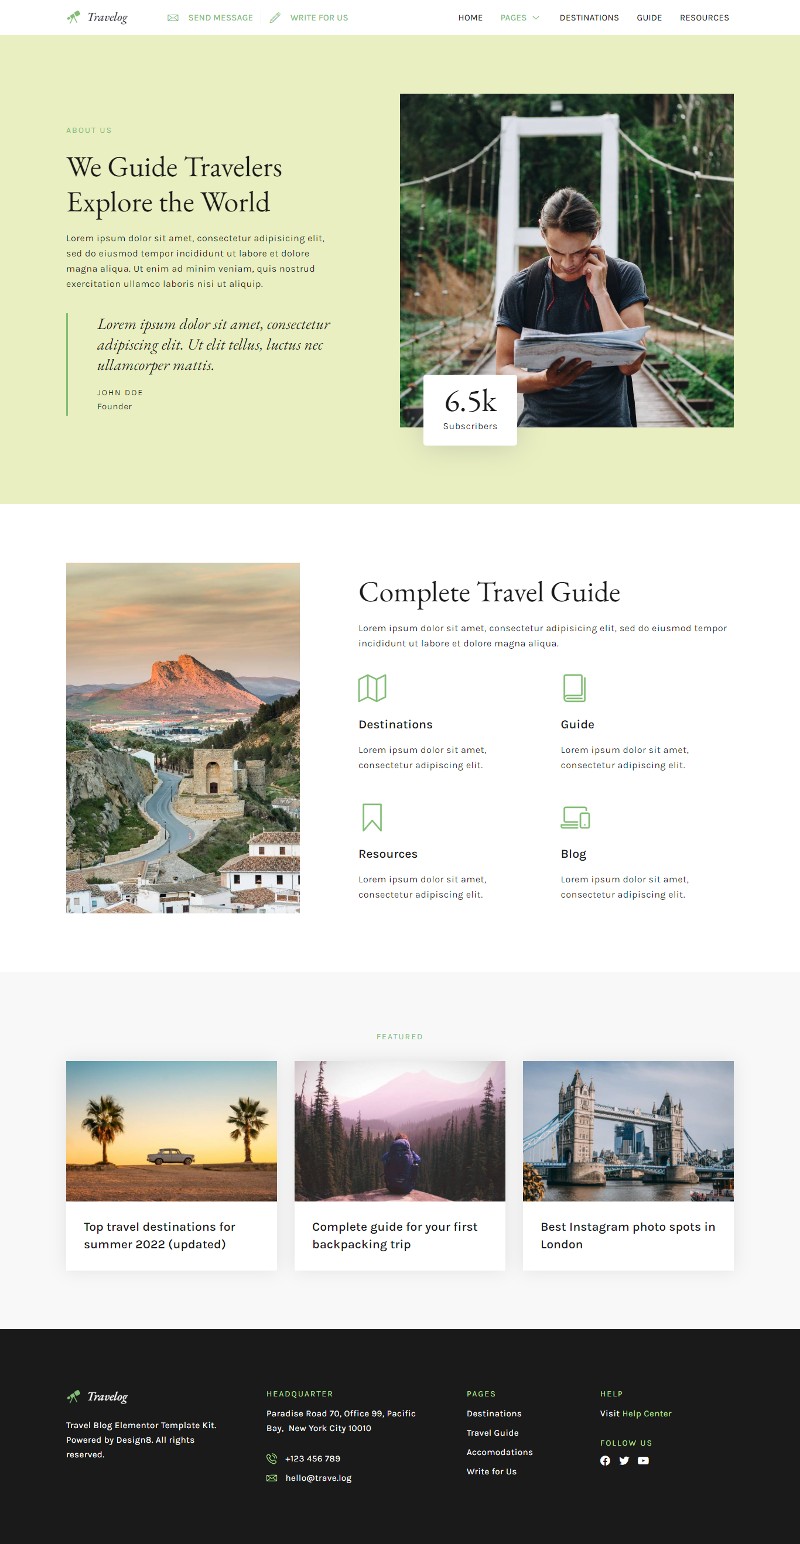 Travelog
SEND MESSAGE
WRITE FOR US
HOME
PAGES
DESTINATIONS
GUIDE
RESOURCES
ABOUT US
We Guide Travelers
Explore the World
Lorem ipsum dolor sit amet, consectetur adipisicing elit,
sed do eiusmod tempor incididunt ut labore et dolore
magna aliqua. Ut enim ad minim veniam, quis nostrud
exercitation ullamco laboris nisi ut aliquip.
Lorem ipsum dolor sit amet, consectetur
adipiscing elit. Ut elit tellus, luctus nec
ullamcorper mattis.
JOHN DOE
Founder
6.5k
Subscribers
Complete Travel Guide
Lorem ipsum dolor sit amet, consectetur adipisicing elit, sed do eiusmod tempor
incididunt ut labore et dolore magna aliqua.
Destinations
Lorem ipsum dolor sit amet,
consectetur adipiscing elit.
Guide
Lorem ipsum dolor sit amet,
consectetur adipiscing elit.
Resources
Lorem ipsum dolor sit amet,
consectetur adipiscing elit.
Blog
Lorem ipsum dolor sit amet,
consectetur adipiscing elit.
FEATURED
Top travel destinations for
summer 2022 (updated)
Complete guide for your first
backpacking trip
Best Instagram photo spots in
London
Travelog
Travel Blog Elementor Template Kit.
Powered by Design8. All rights
reserved.
HEADQUARTER
Paradise Road 70, Office 99, Pacific
Bay, New York City 10010
+123 456 789
hello@trave.log
PAGES
Destinations
Travel Guide
Accomodations
Write for Us
HELP
Visit Help Center
FOLLOW US